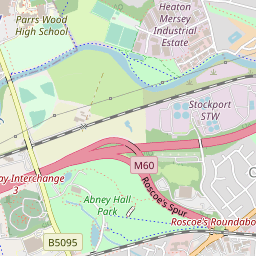 Parrs Wood
High School
Heaton
Mersey
Industrial
Estate
Stockport
STW
M60
Interchange
3
Abney Hall
Park
Roscoe's Spur
Roscoe's
B5095